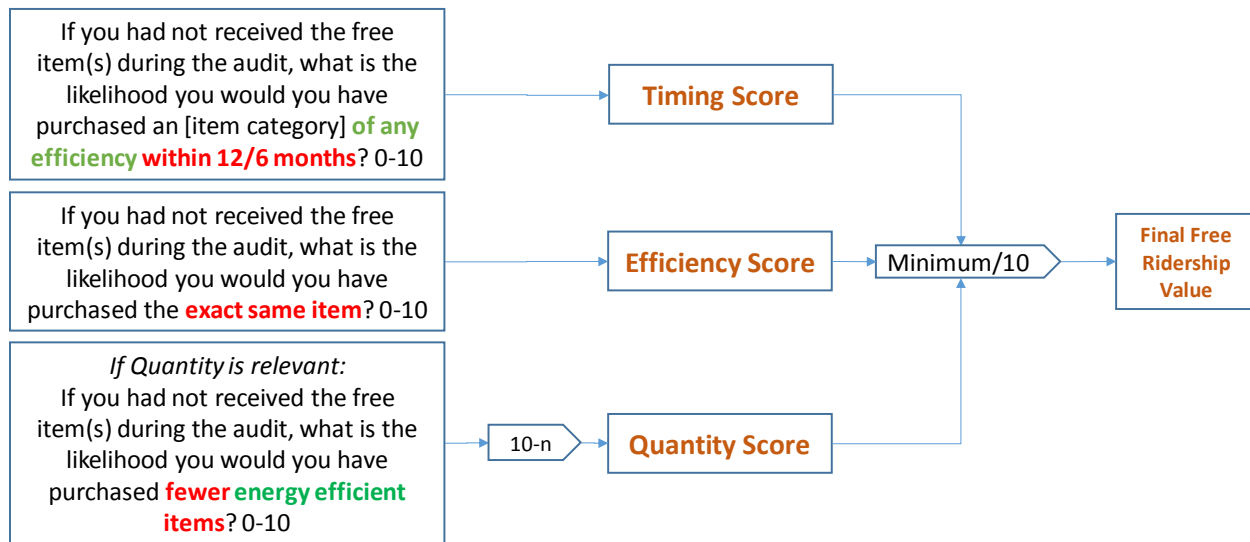 If you had not received the free
item(s) during the audit, what is the
likelihood you would you have
purchased an [item category] of any
efficiency within 12/6 months? 0-10
Timing Score
If you had not received the free
item(s) during the audit, what is the
likelihood you would you have
purchased the exact same item? 0-10
Efficiency Score
Minimum/10
Final Free
Ridership
Value
If Quantity is relevant:
If you had not received the free
item(s) during the audit, what is the
likelihood you would you have
purchased fewer energy efficient
items? 0-10
10-n
Quantity Score